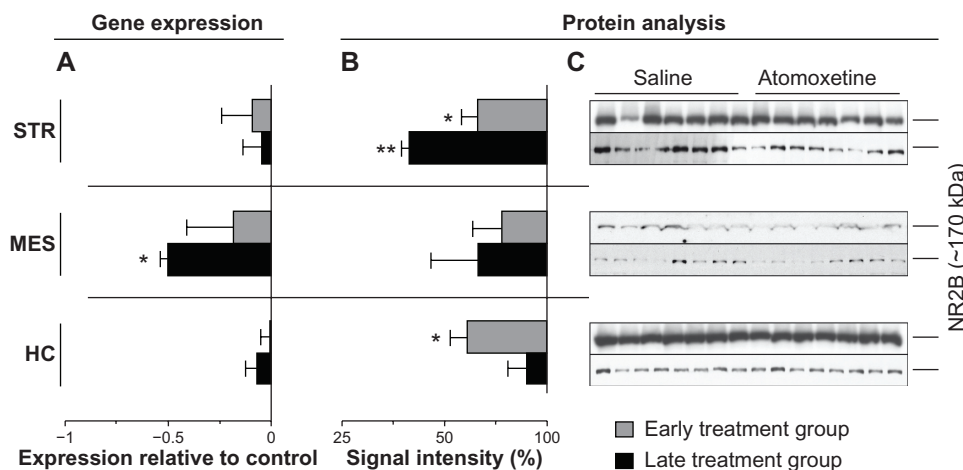 Gene expression
Protein analysis
A
B
C
Saline
Atomoxetine
STR
*
*
**
MES
*
HC
*
NR2B (~170 kDa)
−1
−0.5
0
25
50
100
Expression relative to control
Signal intensity (%)
Early treatment group
Late treatment group